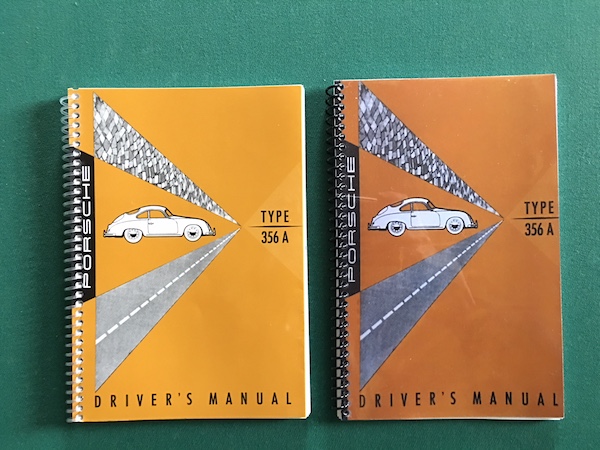 PORSCHE
TYPE
356 A
DRIVER'S MANUAL
PORSCHE
TYPE
356 A
DRIVER'S MANUAL